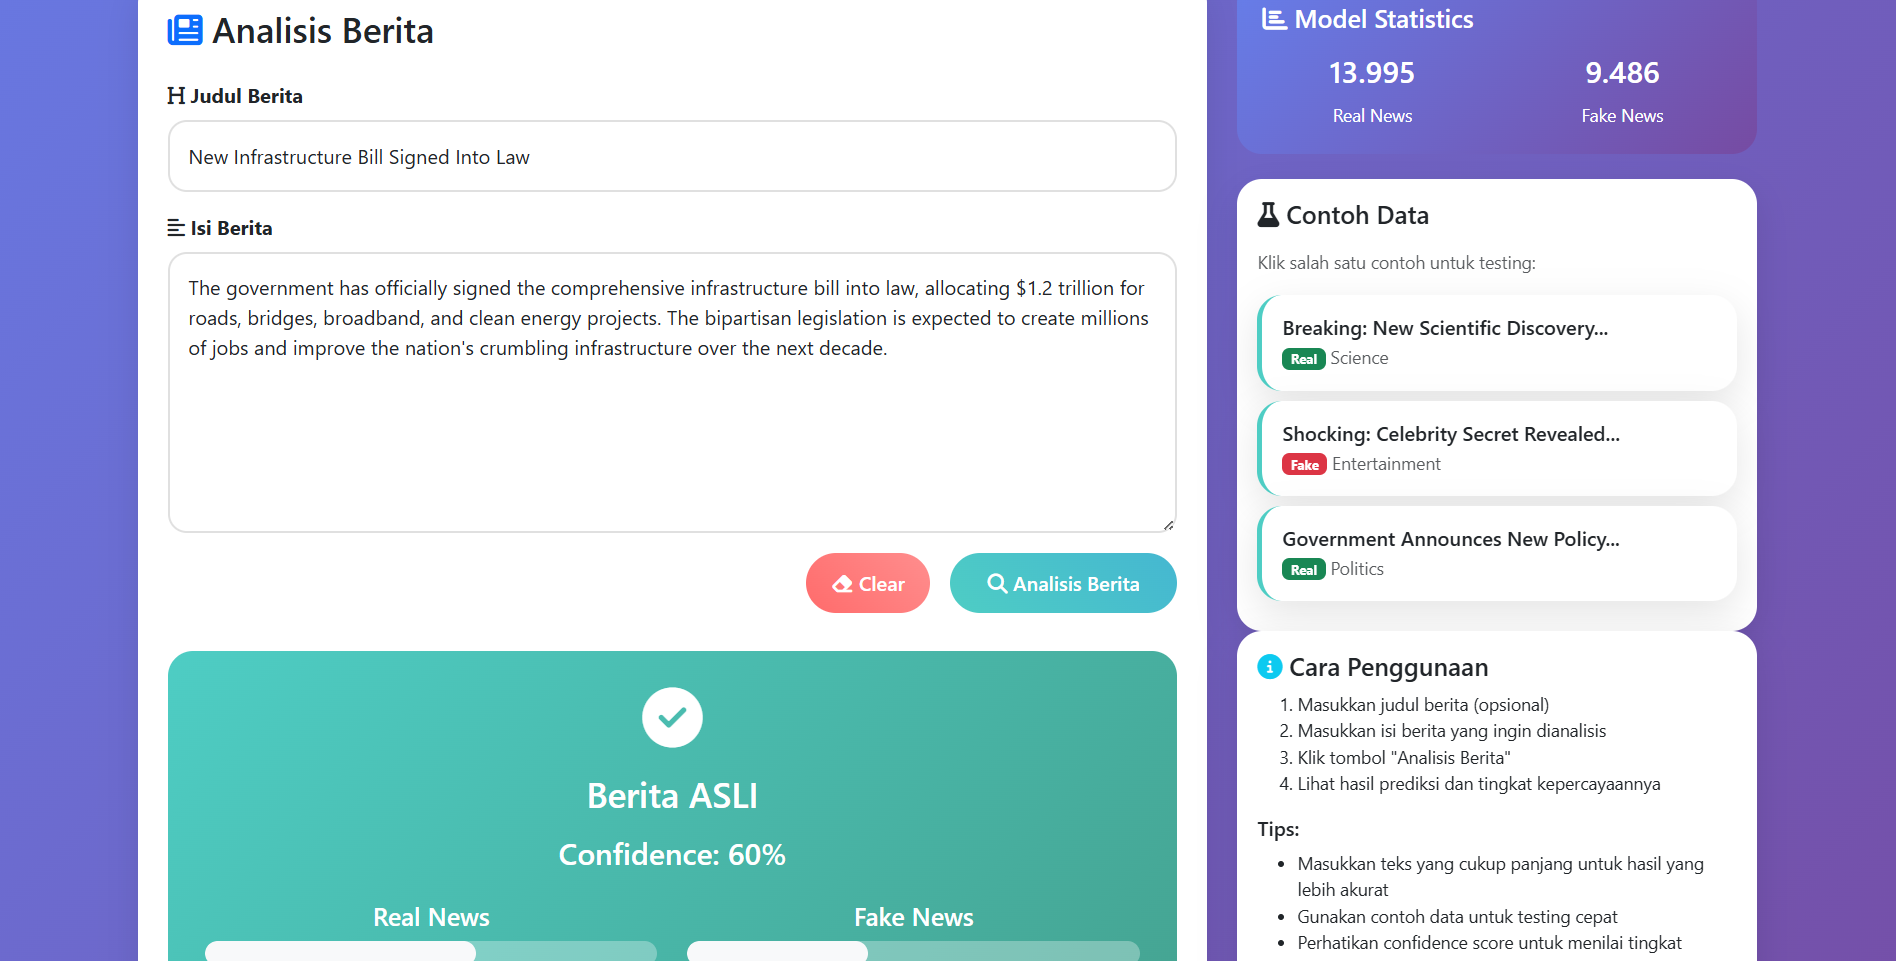 Analisis Berita
Judul Berita
New Infrastructure Bill Signed Into Law
Isi Berita
The government has officially signed the comprehensive infrastructure bill into law, allocating $1.2 trillion for
roads, bridges, broadband, and clean energy projects. The bipartisan legislation is expected to create millions
of jobs and improve the nation's crumbling infrastructure over the next decade.
Clear
Analisis Berita
Berita ASLI
Confidence: 60%
Real News
Fake News
Model Statistics
13.995
Real News
9.486
Fake News
Contoh Data
Klik salah satu contoh untuk testing:
Breaking: New Scientific Discovery...
Real Science
Shocking: Celebrity Secret Revealed...
Fake Entertainment
Government Announces New Policy...
Real Politics
Cara Penggunaan
1. Masukkan judul berita (opsional)
2. Masukkan isi berita yang ingin dianalisis
3. Klik tombol "Analisis Berita"
4. Lihat hasil prediksi dan tingkat kepercayaannya
Tips:
• Masukkan teks yang cukup panjang untuk hasil yang
lebih akurat
• Gunakan contoh data untuk testing cepat
• Perhatikan confidence score untuk menilai tingkat